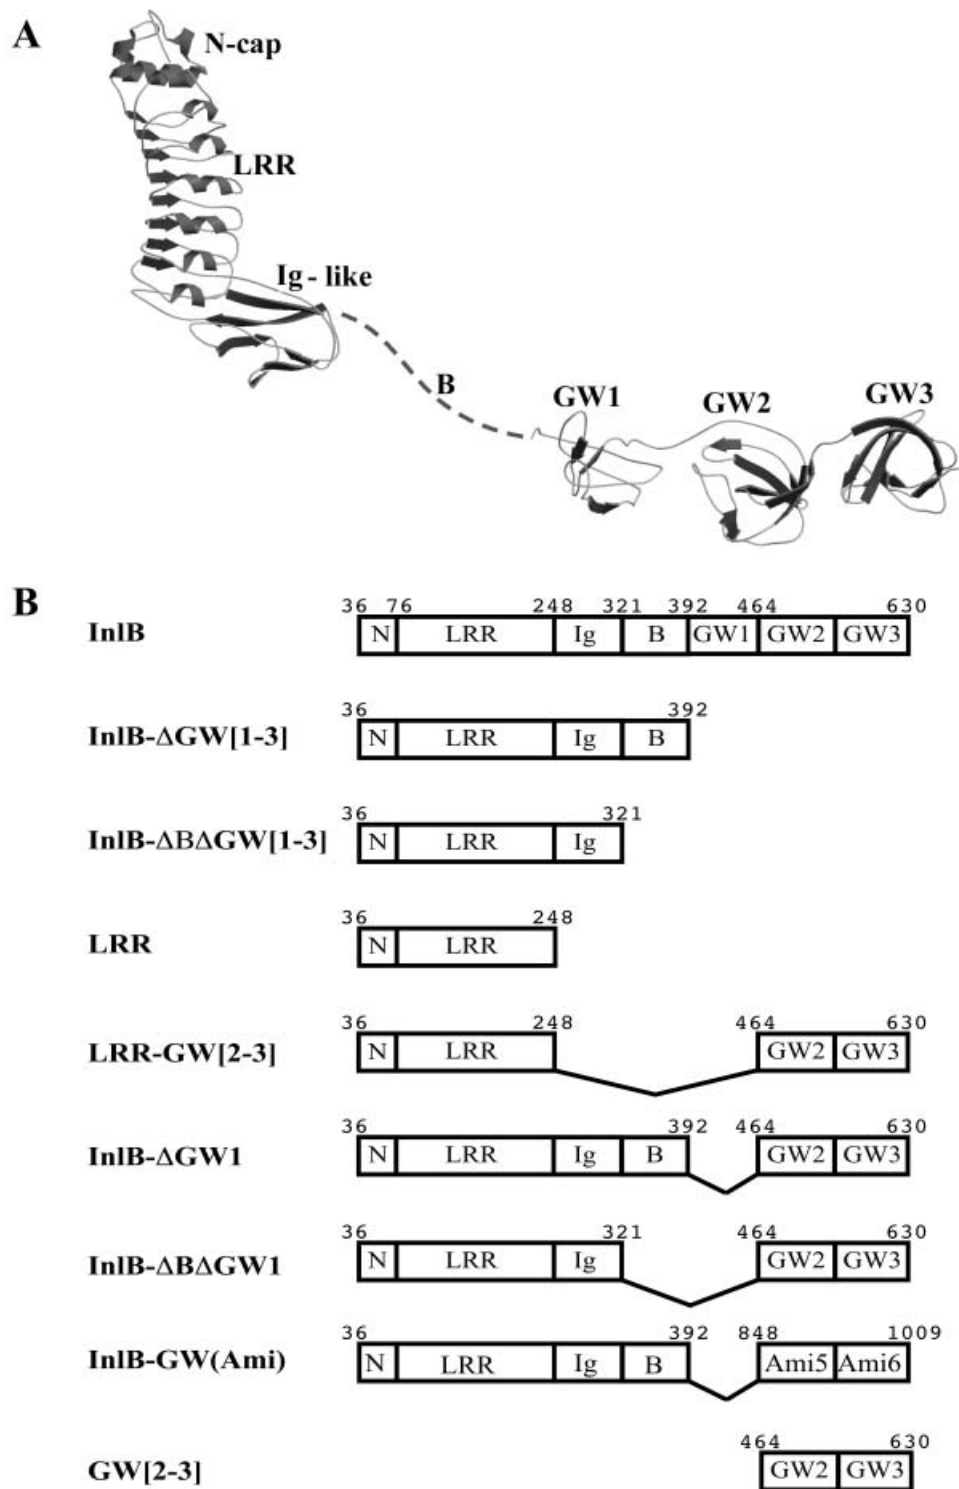 A
N-cap
LRR
Ig - like
B
GW1
GW2
GW3
B
36 76 248 321 392 464 630
InlB N LRR Ig B GW1 GW2 GW3
36 392
InlB-ΔGW[1-3] N LRR Ig B
36 321
InlB-ΔBΔGW[1-3] N LRR Ig
36 248
LRR N LRR
36 248 464 630
LRR-GW[2-3] N LRR GW2 GW3
36 392 464 630
InlB-ΔGW1 N LRR Ig B GW2 GW3
36 321 464 630
InlB-ΔBΔGW1 N LRR Ig GW2 GW3
36 392 848 1009
InlB-GW(Ami) N LRR Ig B Ami5 Ami6
464 630
GW[2-3] GW2 GW3